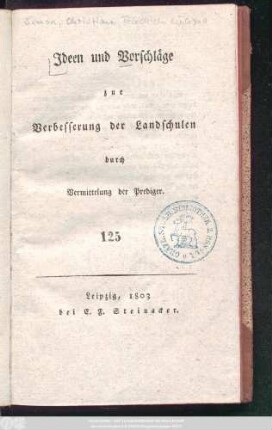 Ideen und Vorschläge
zur
Verbesserung der Landschulen
durch
Vermittelung der Prediger.
125
Leipzig, 1803
bei C. F. Steinacker.